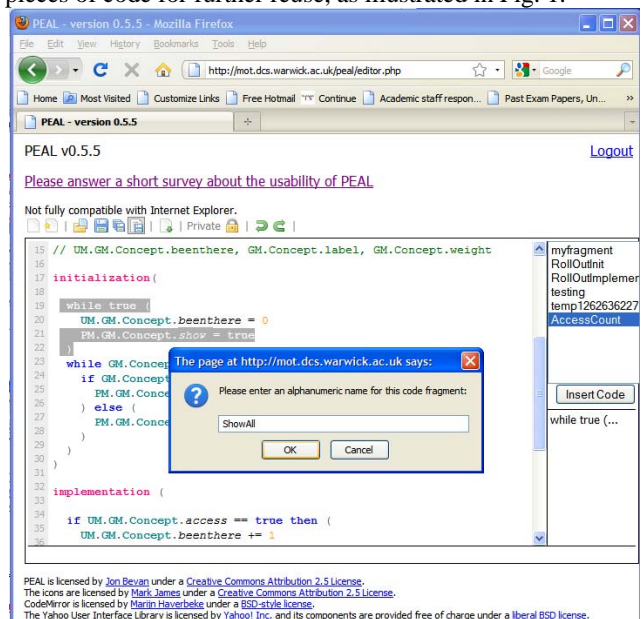 pieces of code for further reuse, as illustrated in Fig. 1.
PEAL - version 0.5.5 - Mozilla Firefox
File Edit View History Bookmarks Tools Help
http://mot.dcs.warwick.ac.uk/peal/editor.php
Google
Home Most Visited Customize Links Free Hotmail Continue Academic staff respon... Past Exam Papers, Un... »
PEAL - version 0.5.5
PEAL v0.5.5 Logout
Please answer a short survey about the usability of PEAL
Not fully compatible with Internet Explorer.
Private
15 // UM.GM.Concept.beenthere, GM.Concept.label, GM.Concept.weight
16
17 initialization(
18
19 while true (
20 UM.GM.Concept.beenthere = 0
21 PM.GM.Concept.show = true
22 )
23 while GM.Concep
24 if GM.Concept
25 PM.GM.Conce
26 ) else (
27 PM.GM.Conce
28 )
29 )
30 )
31
32 implementation (
33
34 if UM.GM.Concept.access == true then (
35 UM.GM.Concept.beenthere += 1
36
myfragment
RollOutInit
RollOutImplemen
testing
temp1262636227
AccessCount
Insert Code
while true (...
The page at http://mot.dcs.warwick.ac.uk says:
Please enter an alphanumeric name for this code fragment:
ShowAll
OK Cancel
PEAL is licensed by Jon Bevan under a Creative Commons Attribution 2.5 License.
The icons are licensed by Mark James under a Creative Commons Attribution 2.5 License.
CodeMirror is licensed by Marijn Haverbeke under a BSD-style license.
The Yahoo User Interface Library is licensed by Yahoo! Inc. and its components are provided free of charge under a liberal BSD license.